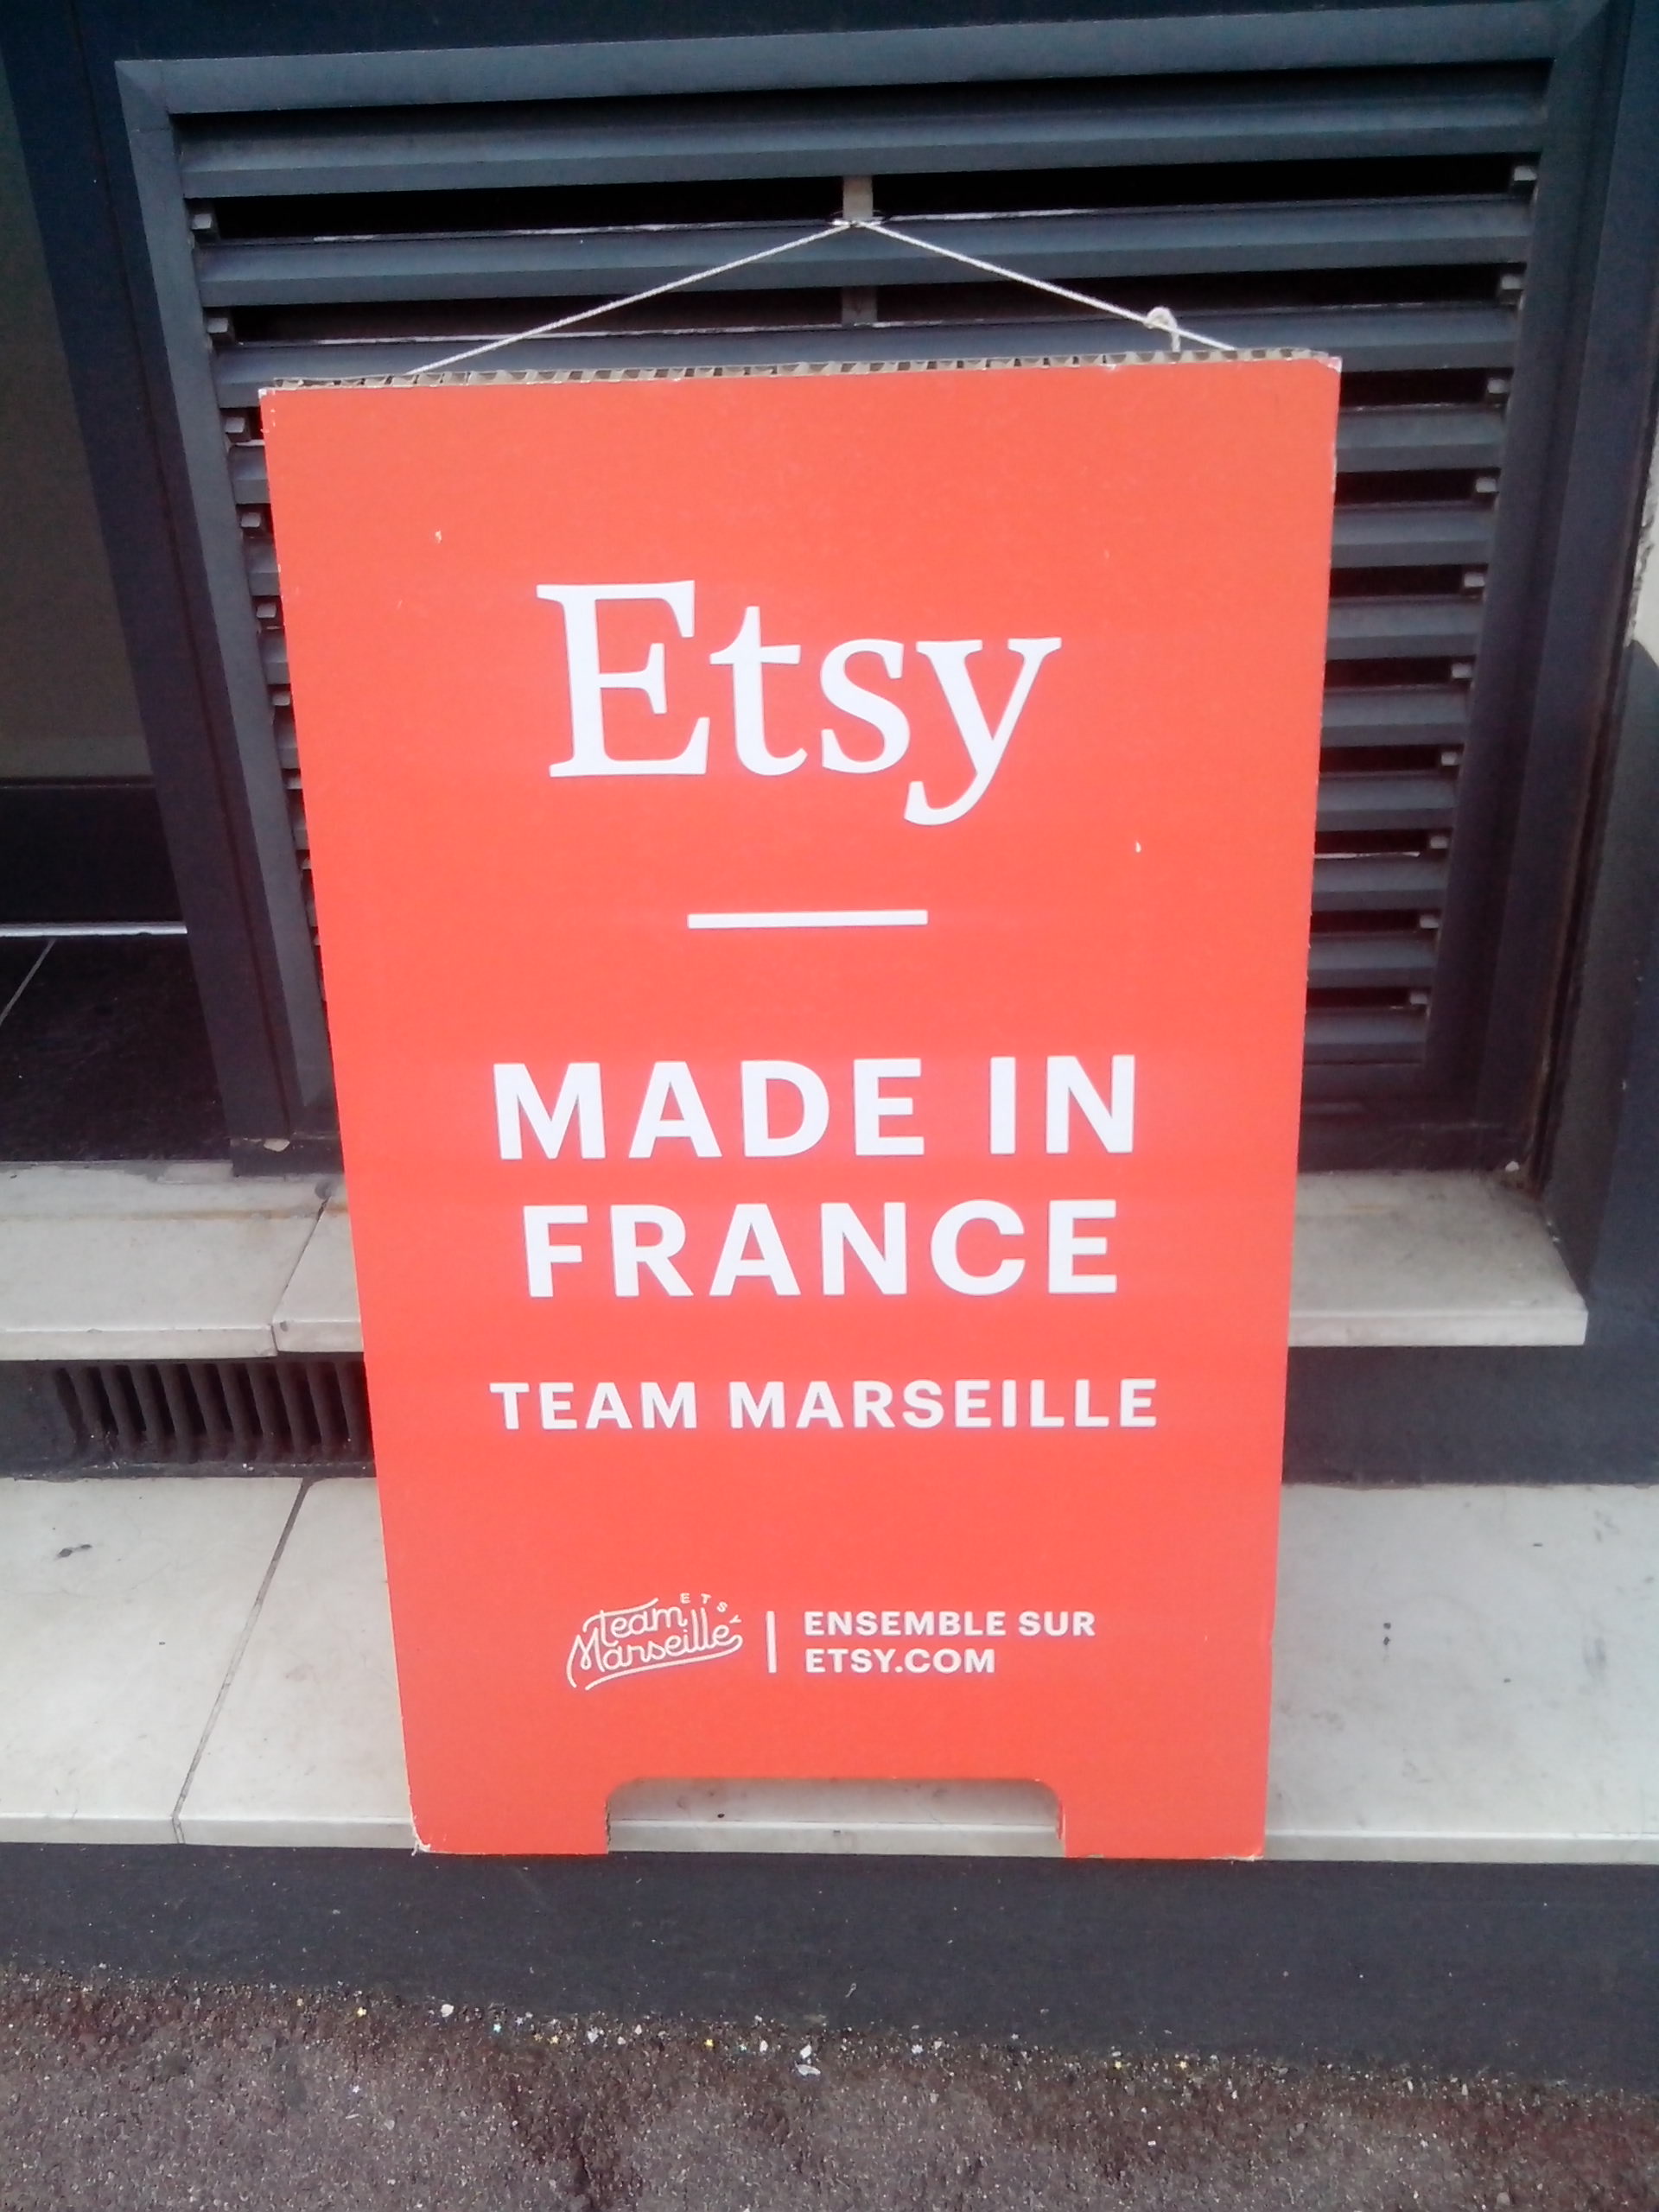 Etsy
MADE IN
FRANCE
TEAM MARSEILLE
ETSY
Team
Marseille
ENSEMBLE SUR
ETSY.COM